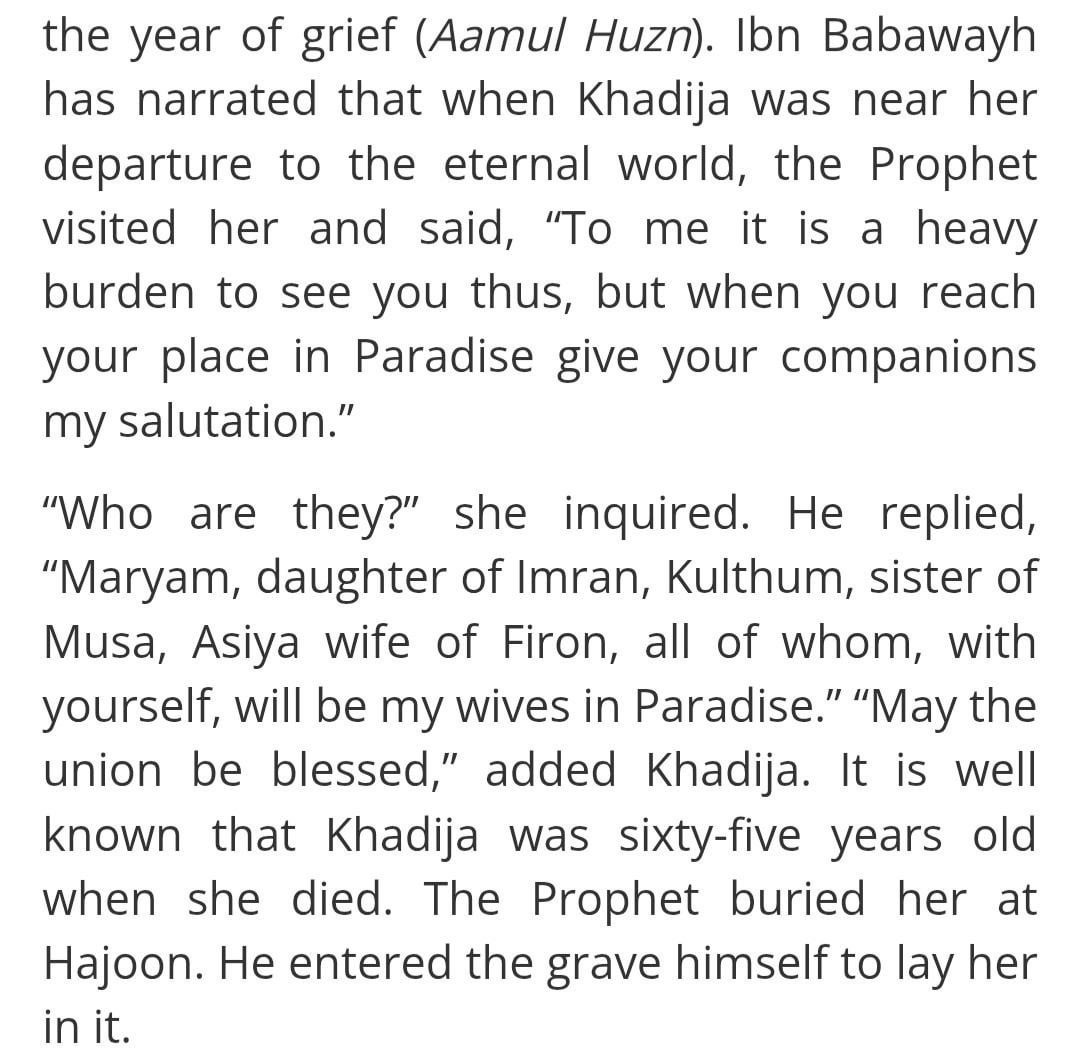 the year of grief (Aamul Huzn). Ibn Babawayh
has narrated that when Khadija was near her
departure to the eternal world, the Prophet
visited her and said, “To me it is a heavy
burden to see you thus, but when you reach
your place in Paradise give your companions
my salutation.”
“Who are they?” she inquired. He replied,
“Maryam, daughter of Imran, Kulthum, sister of
Musa, Asiya wife of Firon, all of whom, with
yourself, will be my wives in Paradise.” “May the
union be blessed,” added Khadija. It is well
known that Khadija was sixty-five years old
when she died. The Prophet buried her at
Hajoon. He entered the grave himself to lay her
in it.